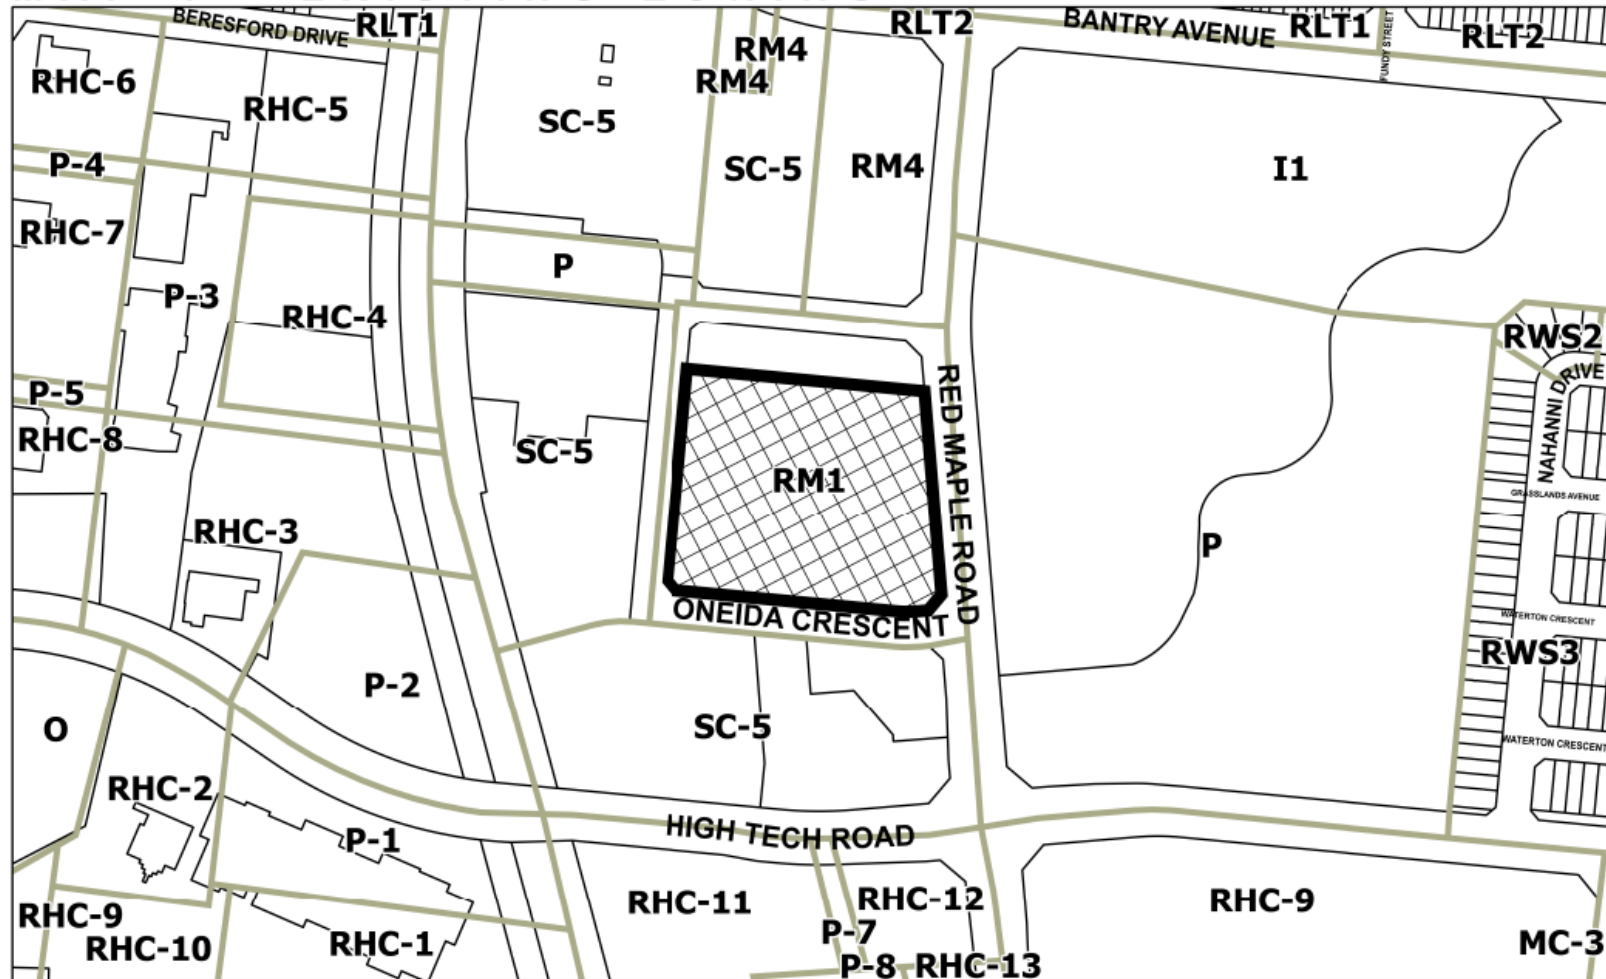 BERESFORD DRIVE
RLT1
RLT2
BANTRY AVENUE
RLT1
FUNDY STREET
RLT2
RHC-6
RHC-5
RM4
RM4
SC-5
SC-5
RM4
I1
P-4
RHC-7
P
P-3
RHC-4
RWS2
NAHANNI DRIVE
P-5
RHC-8
SC-5
RM1
RED MAPLE ROAD
GRASSLANDS AVENUE
RHC-3
P
ONEIDA CRESCENT
WATERTON CRESCENT
RWS3
P-2
O
SC-5
WATERTON CRESCENT
RHC-2
P-1
HIGH TECH ROAD
RHC-9
RHC-10
RHC-1
RHC-11
RHC-12
P-7
P-8
RHC-13
RHC-9
MC-3